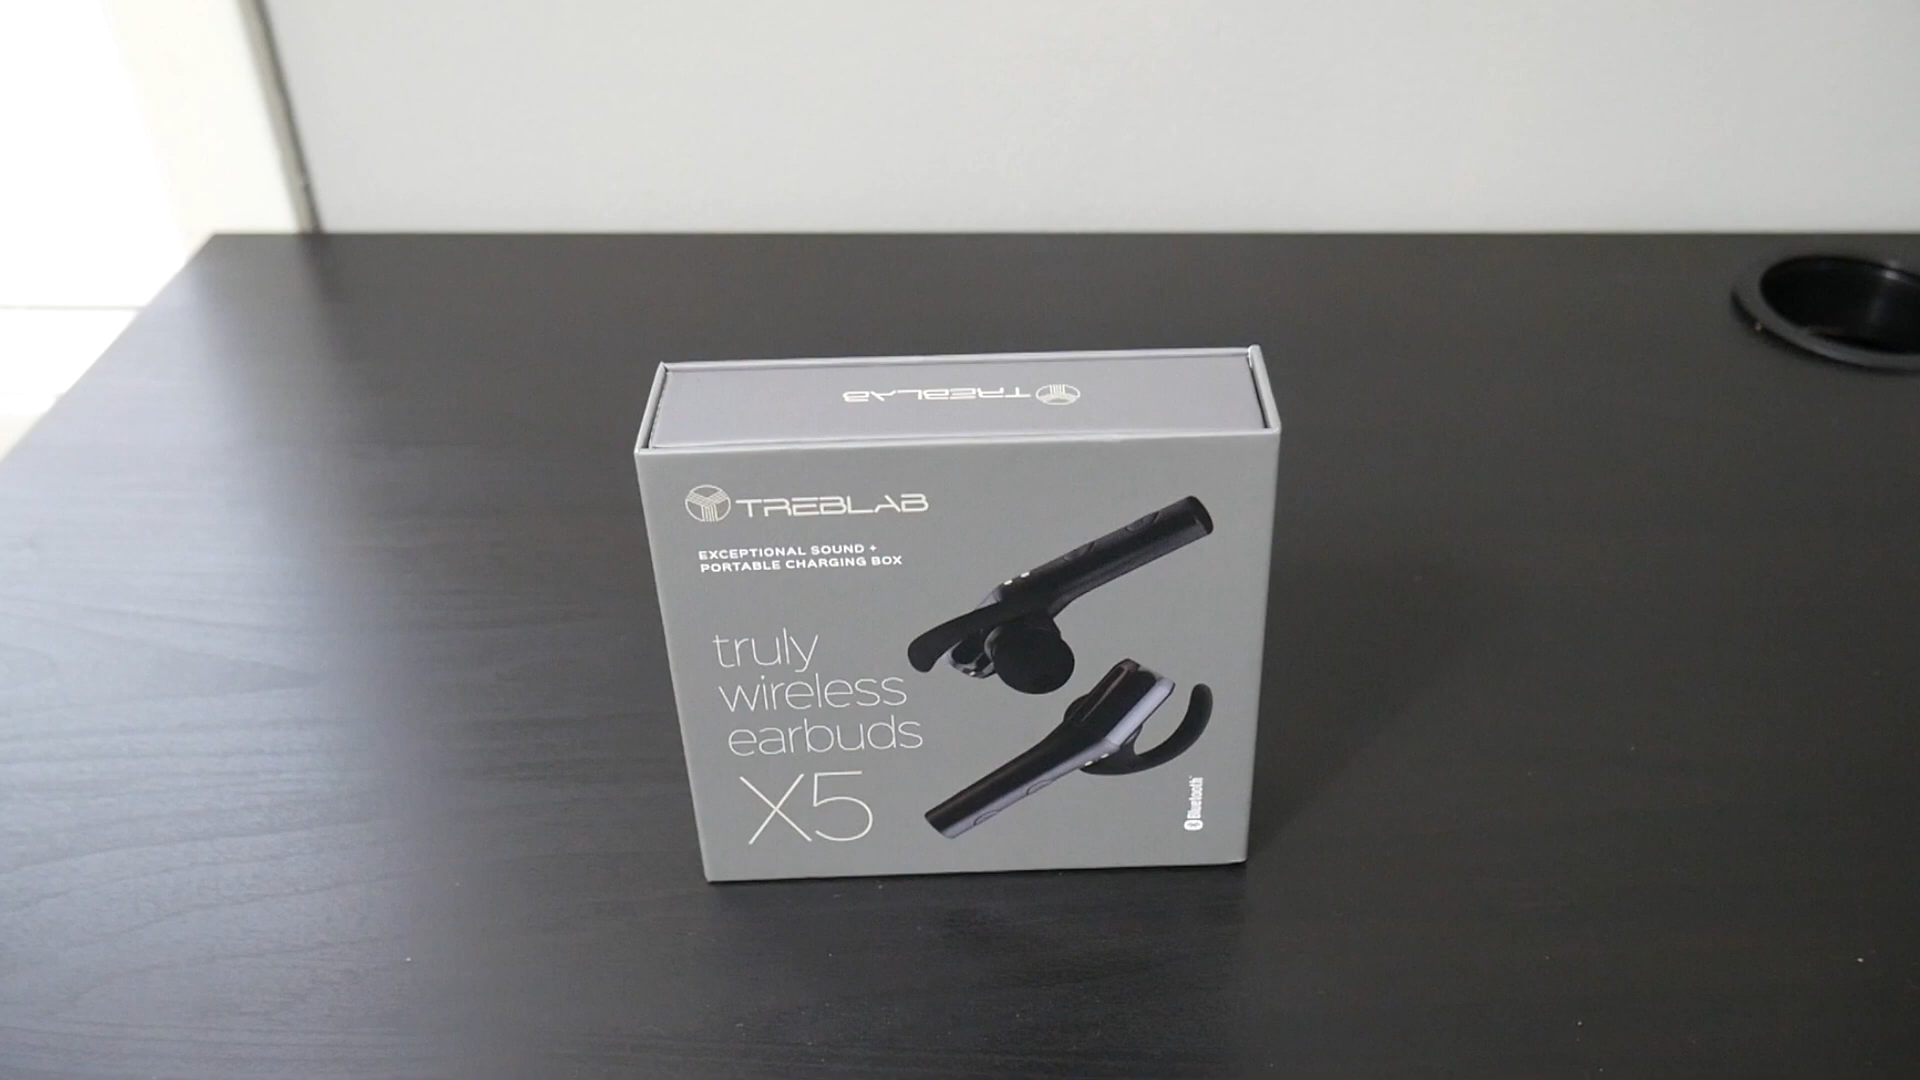 TREBLAB
TREBLAB
EXCEPTIONAL SOUND +
PORTABLE CHARGING BOX
truly
wireless
earbuds
X5
Bluetooth